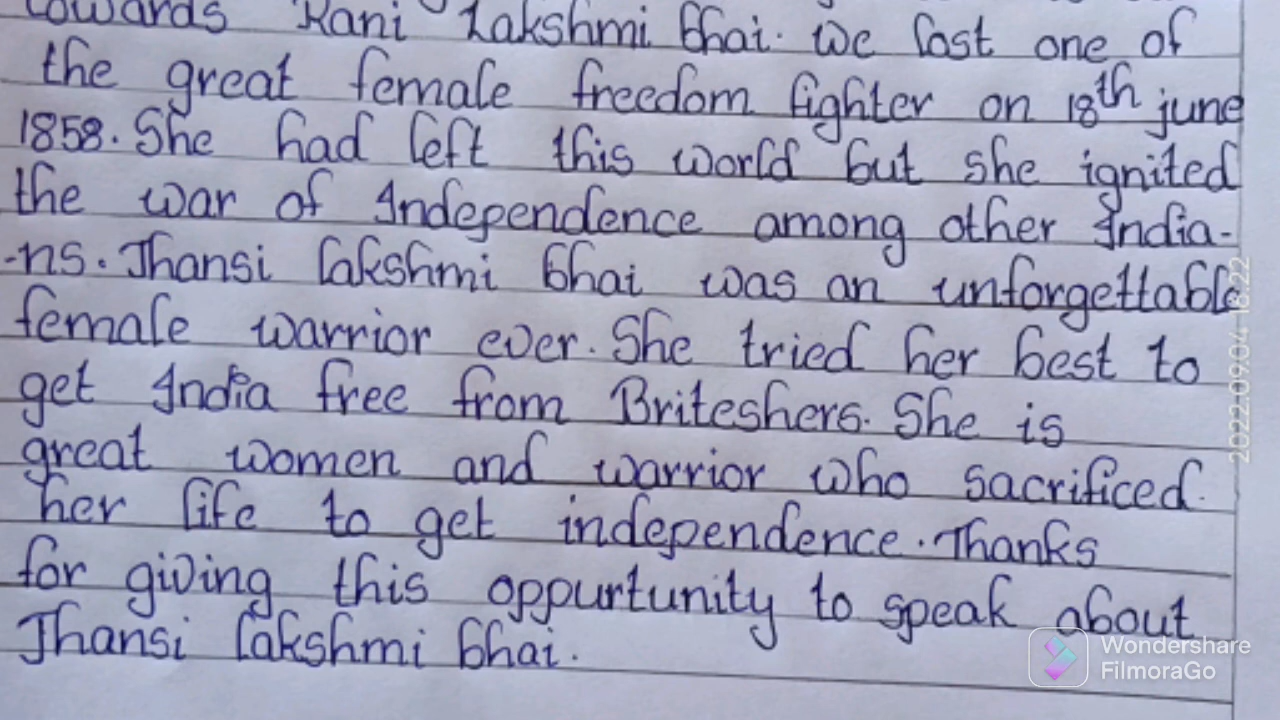 towards Rani Lakshmi bhai. We lost one of
the great female freedom fighter on 18th june
1858. She had left this world but she ignited
the war of Independence among other India-
-ns. Jhansi lakshmi bhai was an unforgettable
female warrior ever. She tried her best to
get India free from Briteshers. She is
great women and warrior who sacrificed
her life to get independence. Thanks
for giving this oppurtunity to speak about
Jhansi lakshmi bhai.
2022.09.04 18:22
Wondershare
FilmoraGo